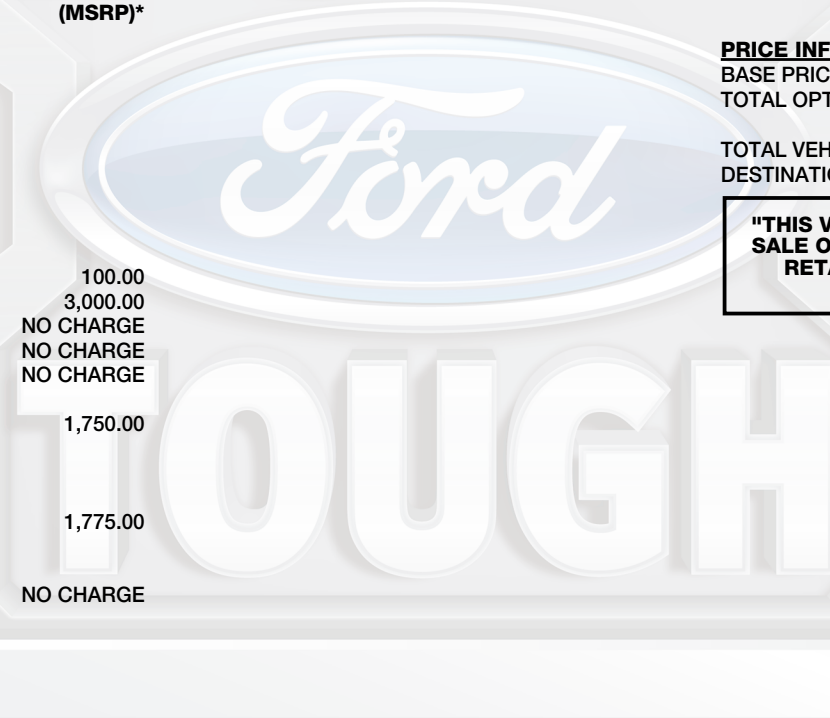 (MSRP)*
100.00
3,000.00
NO CHARGE
NO CHARGE
NO CHARGE
1,750.00
1,775.00
NO CHARGE
Ford
TOUGH
PRICE INF
BASE PRIC
TOTAL OPT
TOTAL VEH
DESTINATI
"THIS V
SALE O
RETA